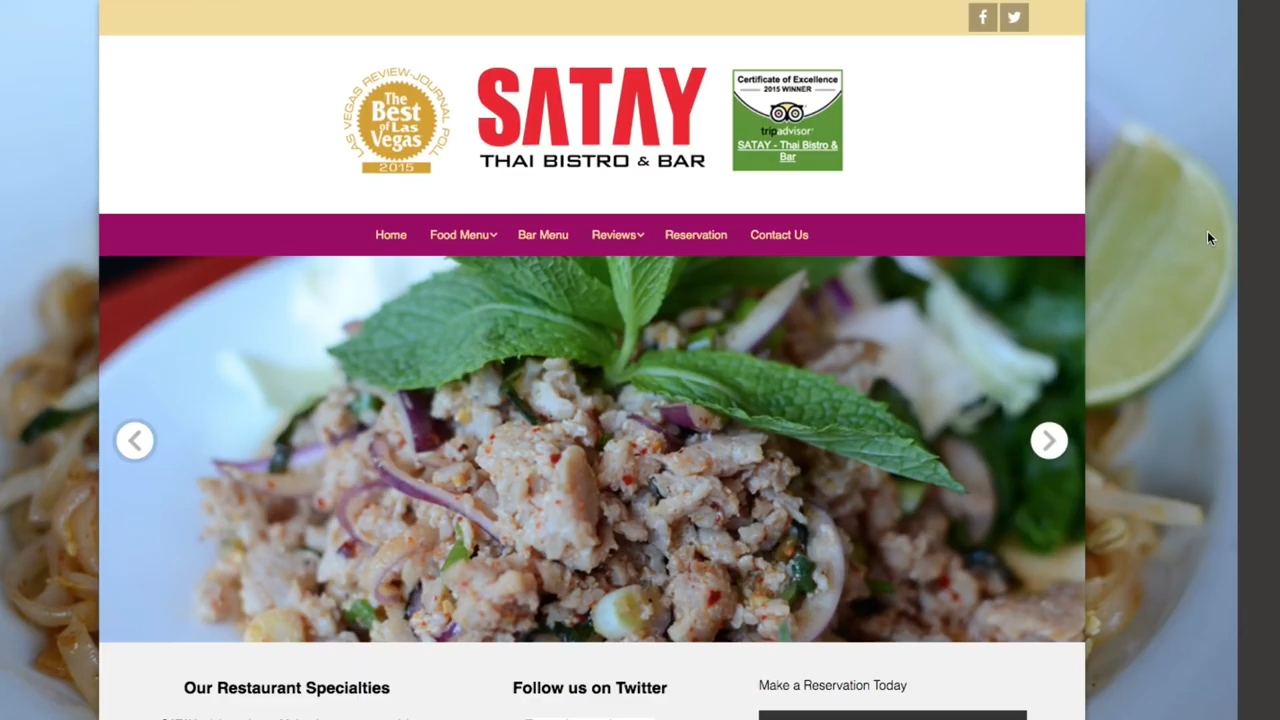 LAS VEGAS REVIEW-JOURNAL POLL
The
Best
of Las
Vegas
2015
SATAY
THAI BISTRO & BAR
Certificate of Excellence
2015 WINNER
tripadvisor
SATAY - Thai Bistro &
Bar
Home Food Menu Bar Menu Reviews Reservation Contact Us
Our Restaurant Specialties
Follow us on Twitter
Make a Reservation Today